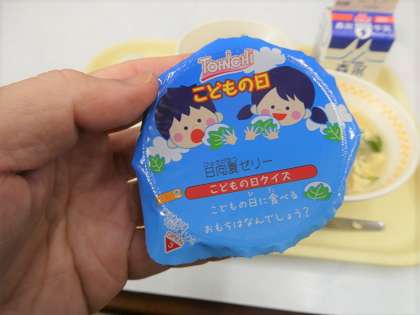 TOHNICHI
こどもの日
日向夏ゼリー
こどもの日クイズ
こどもの日に食べる
おもちはなんでしょう?